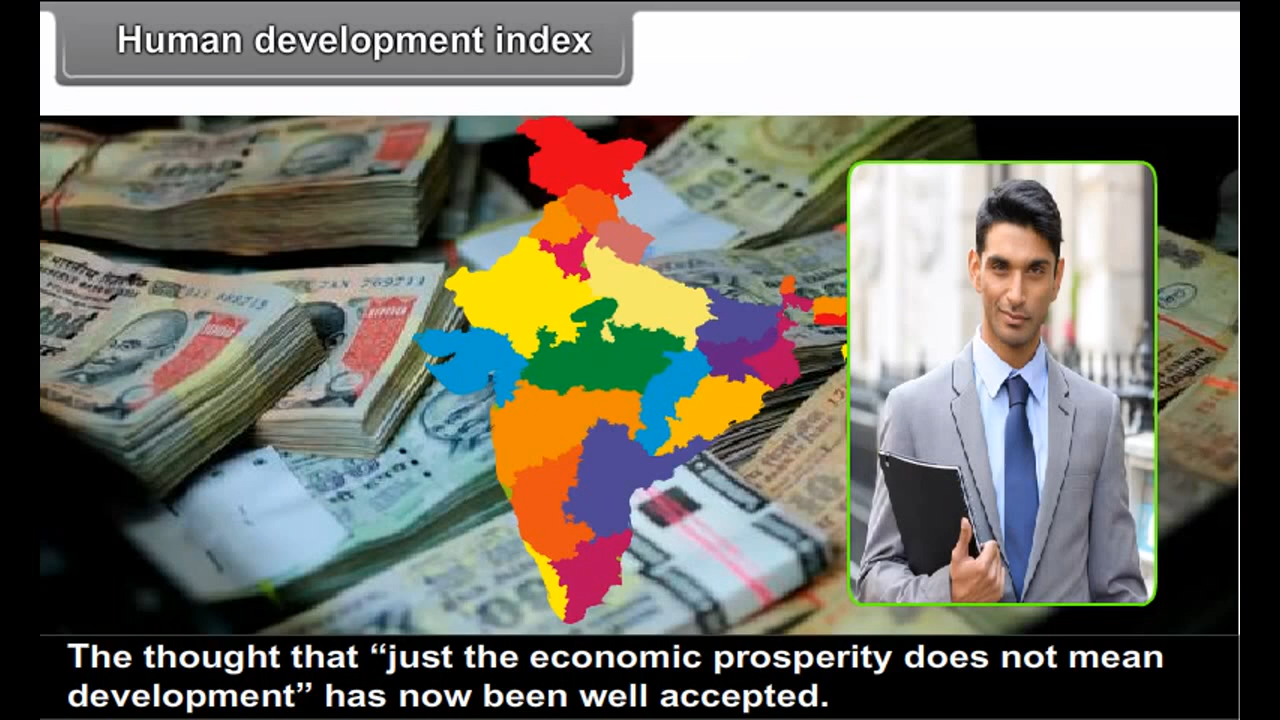 Human development index
The thought that “just the economic prosperity does not mean
development” has now been well accepted.